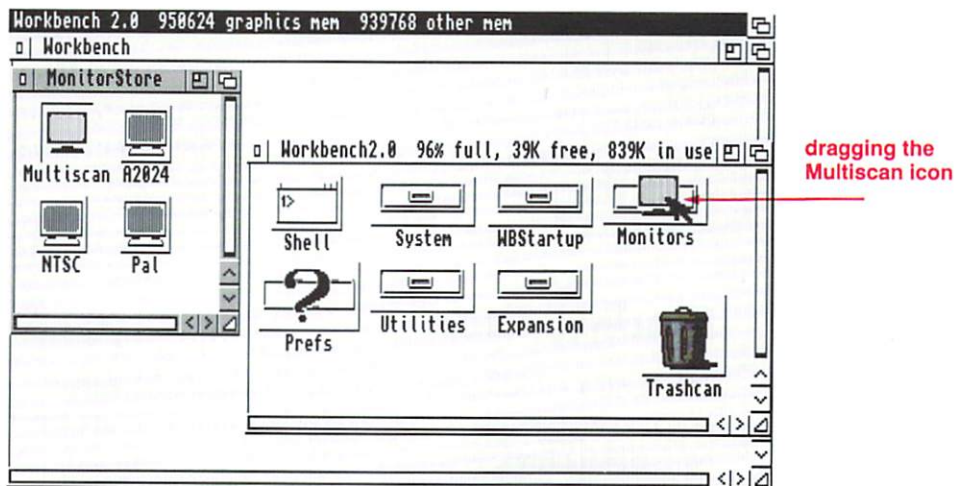 Workbench 2.0  950624 graphics mem  939768 other mem
Workbench
MonitorStore
Multiscan A2024
NTSC Pal
Workbench2.0  96% full, 39K free, 839K in use
1>
Shell System WBStartup Monitors
?
Prefs Utilities Expansion
Trashcan
dragging the
Multiscan icon